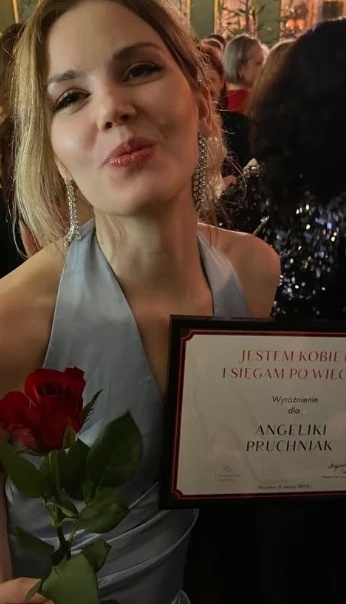 JESTEM KOBIE
I SIĘGAM PO WIĘC
Wyróżnienie
dla
ANGELIKI
PRUCHNIAK